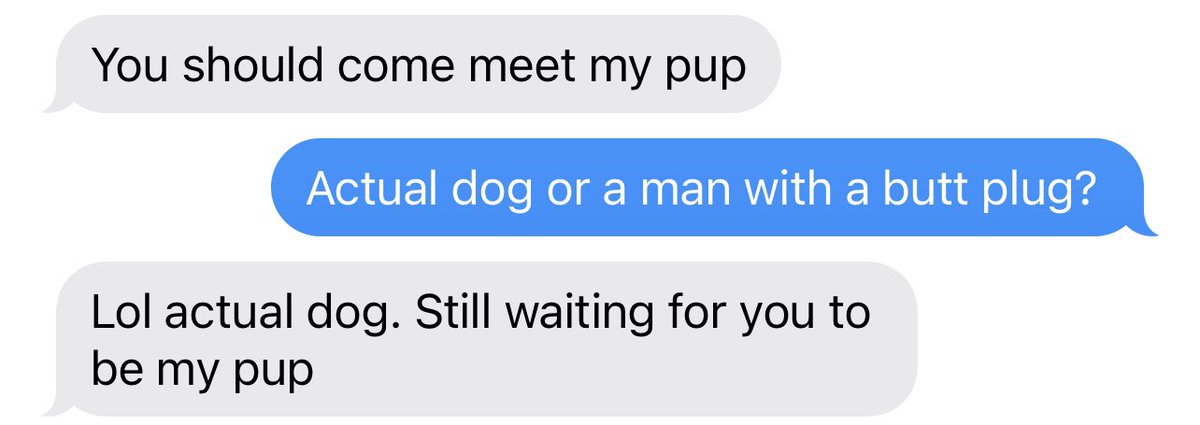 You should come meet my pup
Actual dog or a man with a butt plug?
Lol actual dog. Still waiting for you to
be my pup